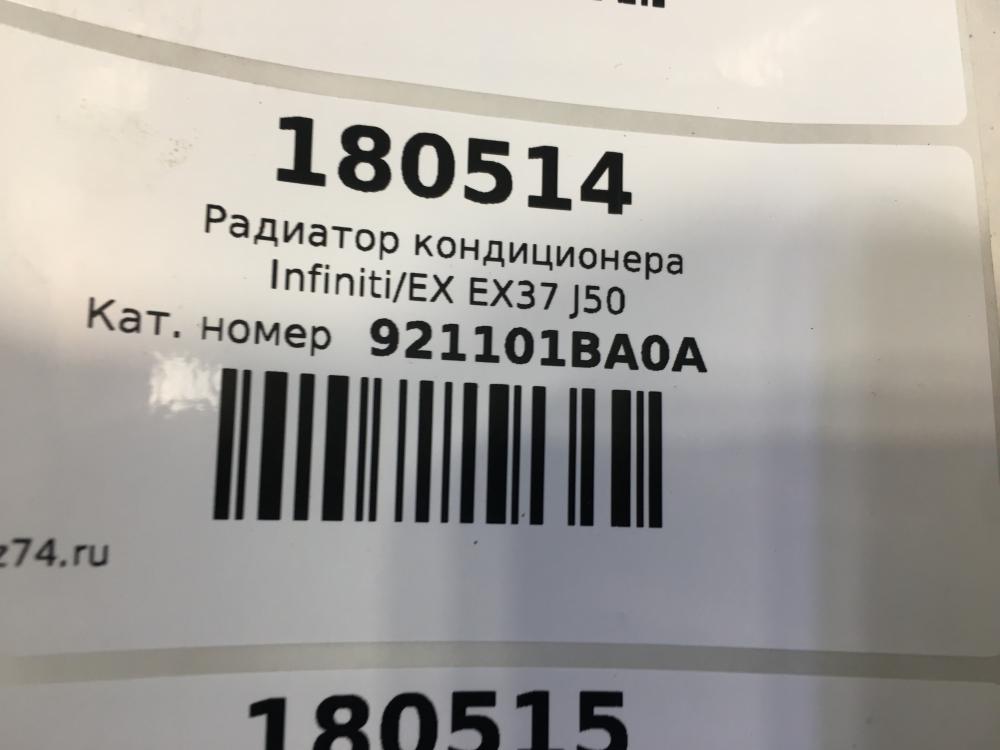 180514
Радиатор кондиционера
Infiniti/EX EX37 J50
Кат. номер 921101BA0A
z74.ru
180515